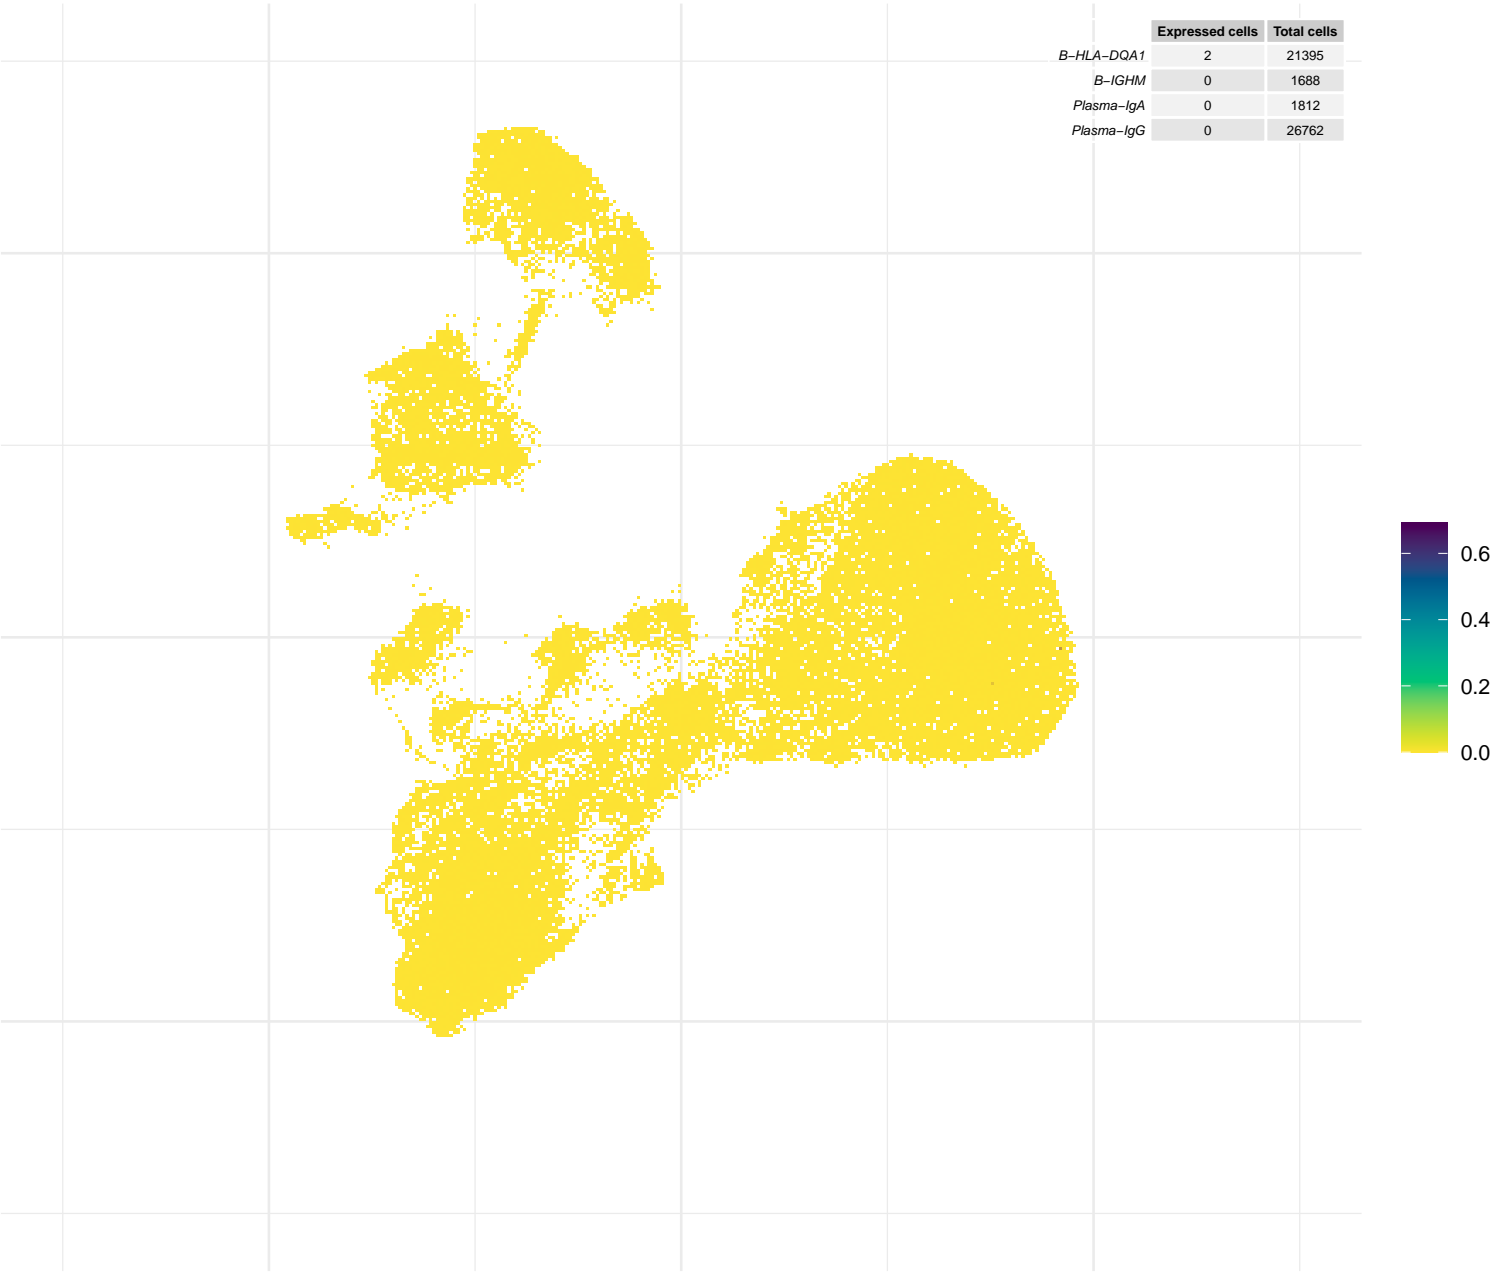 Expressed cells Total cells
B−HLA−DQA1 2 21395
B−IGHM 0 1688
Plasma−IgA 0 1812
Plasma−IgG 0 26762
0.6
0.4
0.2
0.0